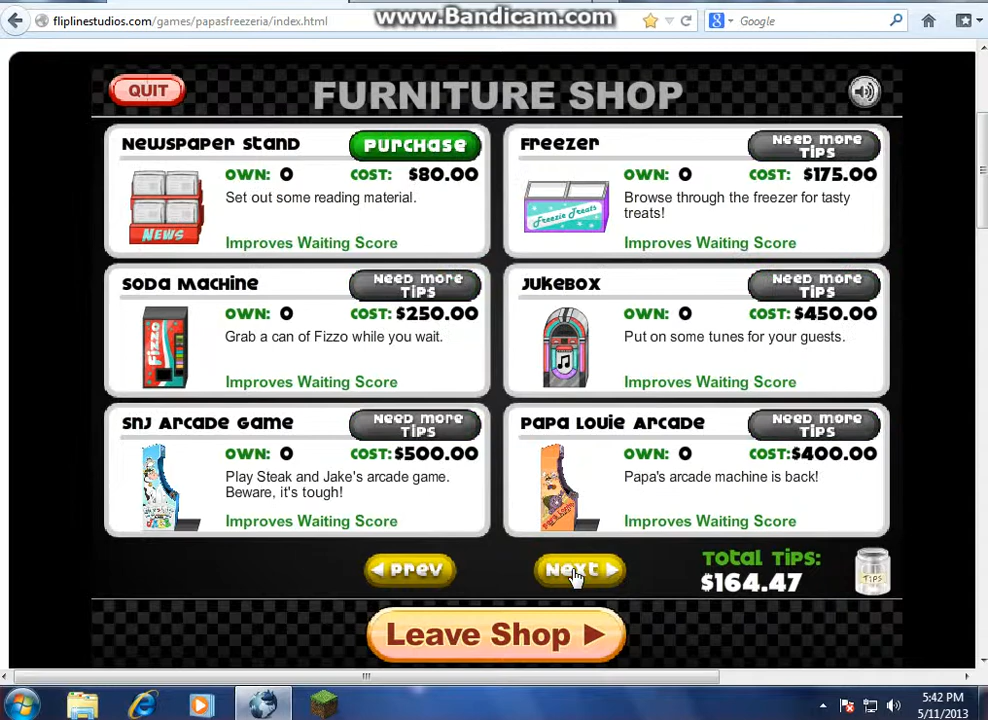 www.Bandicam.com
fliplinestudios.com/games/papasfreezeria/index.html
Google
QUIT
FURNITURE SHOP
Newspaper Stand
Purchase
OWN: 0 COST: $80.00
Set out some reading material.
NEWS
Improves Waiting Score
Freezer
Need more Tips
OWN: 0 COST: $175.00
Browse through the freezer for tasty treats!
Freezie Treats
Improves Waiting Score
Soda Machine
Need more Tips
OWN: 0 COST: $250.00
Grab a can of Fizzo while you wait.
Fizzo
Improves Waiting Score
Jukebox
Need more Tips
OWN: 0 COST: $450.00
Put on some tunes for your guests.
Improves Waiting Score
SNJ Arcade Game
Need more Tips
OWN: 0 COST: $500.00
Play Steak and Jake's arcade game.
Beware, it's tough!
Improves Waiting Score
Papa Louie Arcade
Need more Tips
OWN: 0 COST: $400.00
Papa's arcade machine is back!
Improves Waiting Score
Prev
Next
Total Tips:
$164.47
TIPS
Leave Shop
5:42 PM
5/11/2013